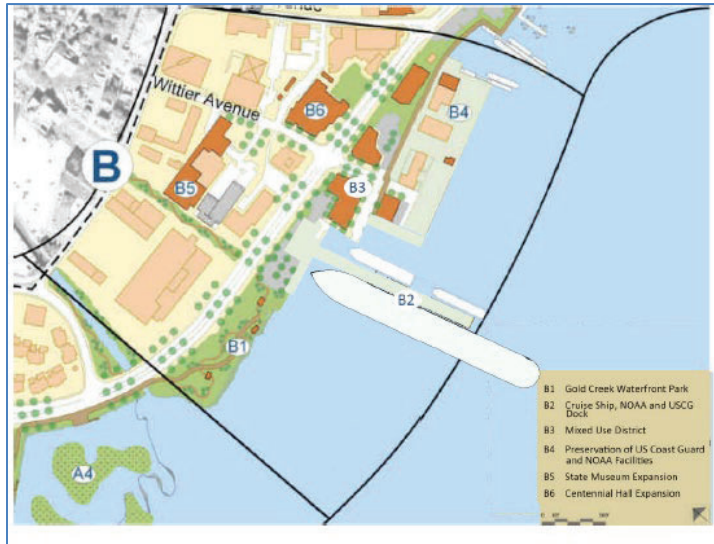 Wittier Avenue
B6
B4
B
B5
B3
B2
B1
A4
B1 Gold Creek Waterfront Park
B2 Cruise Ship, NOAA and USCG
Dock
B3 Mixed Use District
B4 Preservation of US Coast Guard
and NOAA Facilities
B5 State Museum Expansion
B6 Centennial Hall Expansion